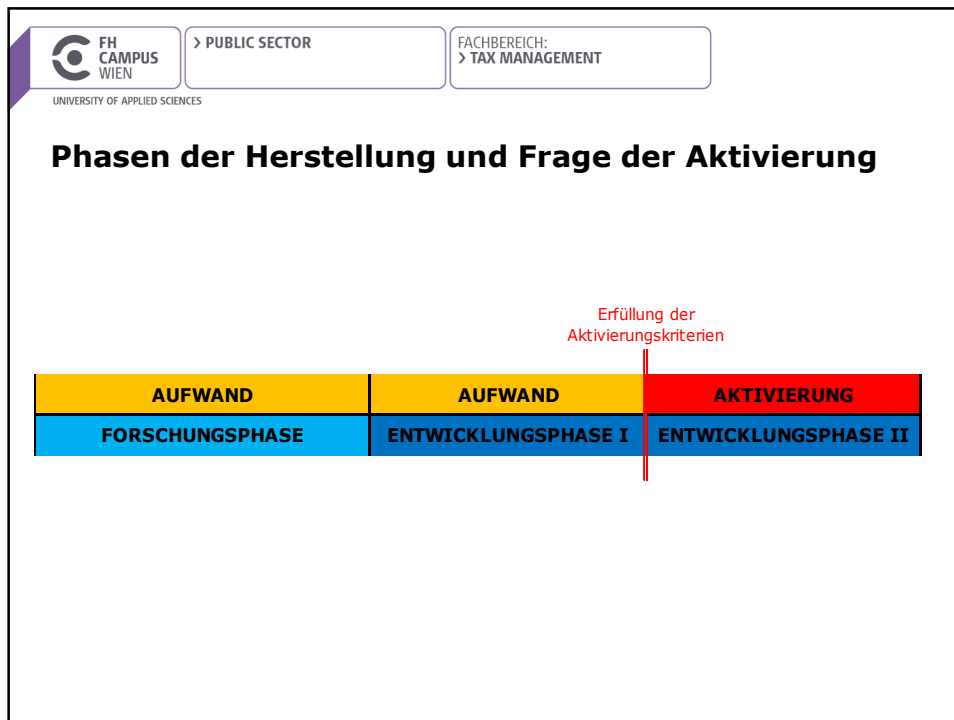 FH
CAMPUS
WIEN
> PUBLIC SECTOR
FACHBEREICH:
> TAX MANAGEMENT
UNIVERSITY OF APPLIED SCIENCES
Phasen der Herstellung und Frage der Aktivierung
Erfüllung der
Aktivierungskriterien
AUFWAND AUFWAND AKTIVIERUNG
FORSCHUNGSPHASE ENTWICKLUNGSPHASE I ENTWICKLUNGSPHASE II